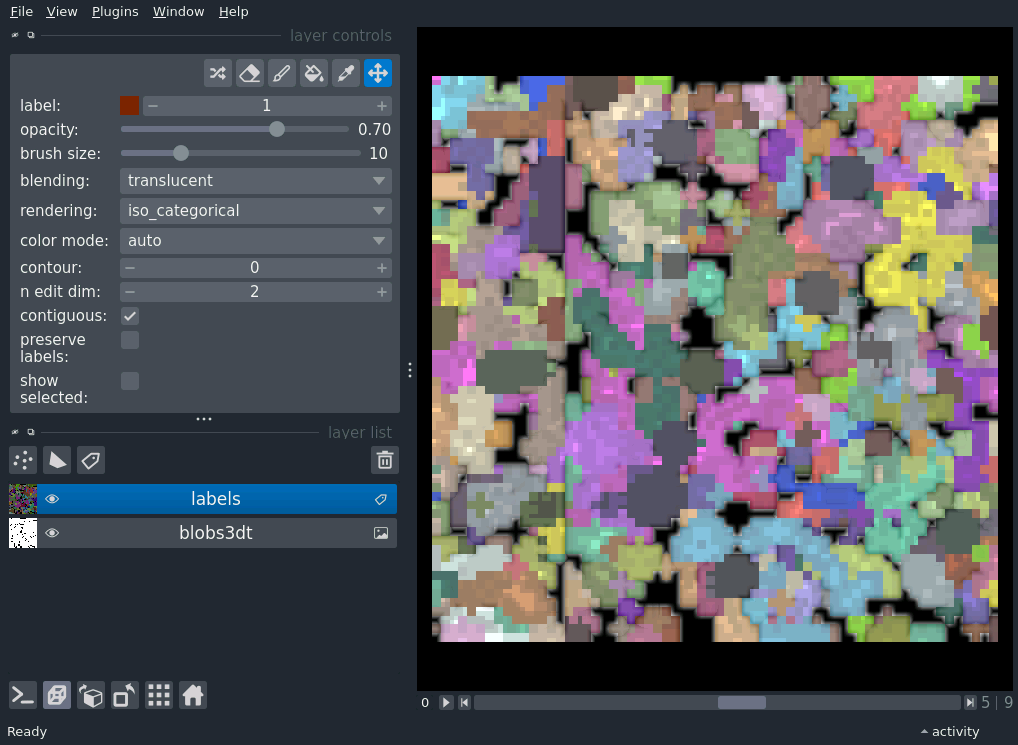 File View Plugins Window Help
layer controls
label: 1
opacity: 0.70
brush size: 10
blending: translucent
rendering: iso_categorical
color mode: auto
contour: 0
n edit dim: 2
contiguous:
preserve
labels:
show
selected:
layer list
labels
blobs3dt
0 5 | 9
Ready activity